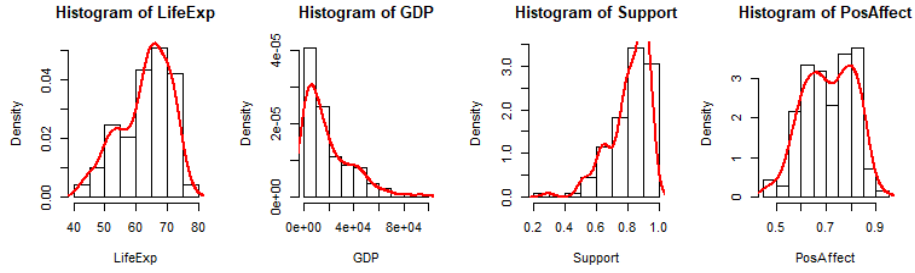 Histogram of LifeExp
Density
0.00
0.02
0.04
40 50 60 70 80
LifeExp
Histogram of GDP
Density
0e+00
2e-05
4e-05
0e+00 4e+04 8e+04
GDP
Histogram of Support
Density
0.0
1.0
2.0
3.0
0.2 0.4 0.6 0.8 1.0
Support
Histogram of PosAffect
Density
0
1
2
3
0.5 0.7 0.9
PosAffect